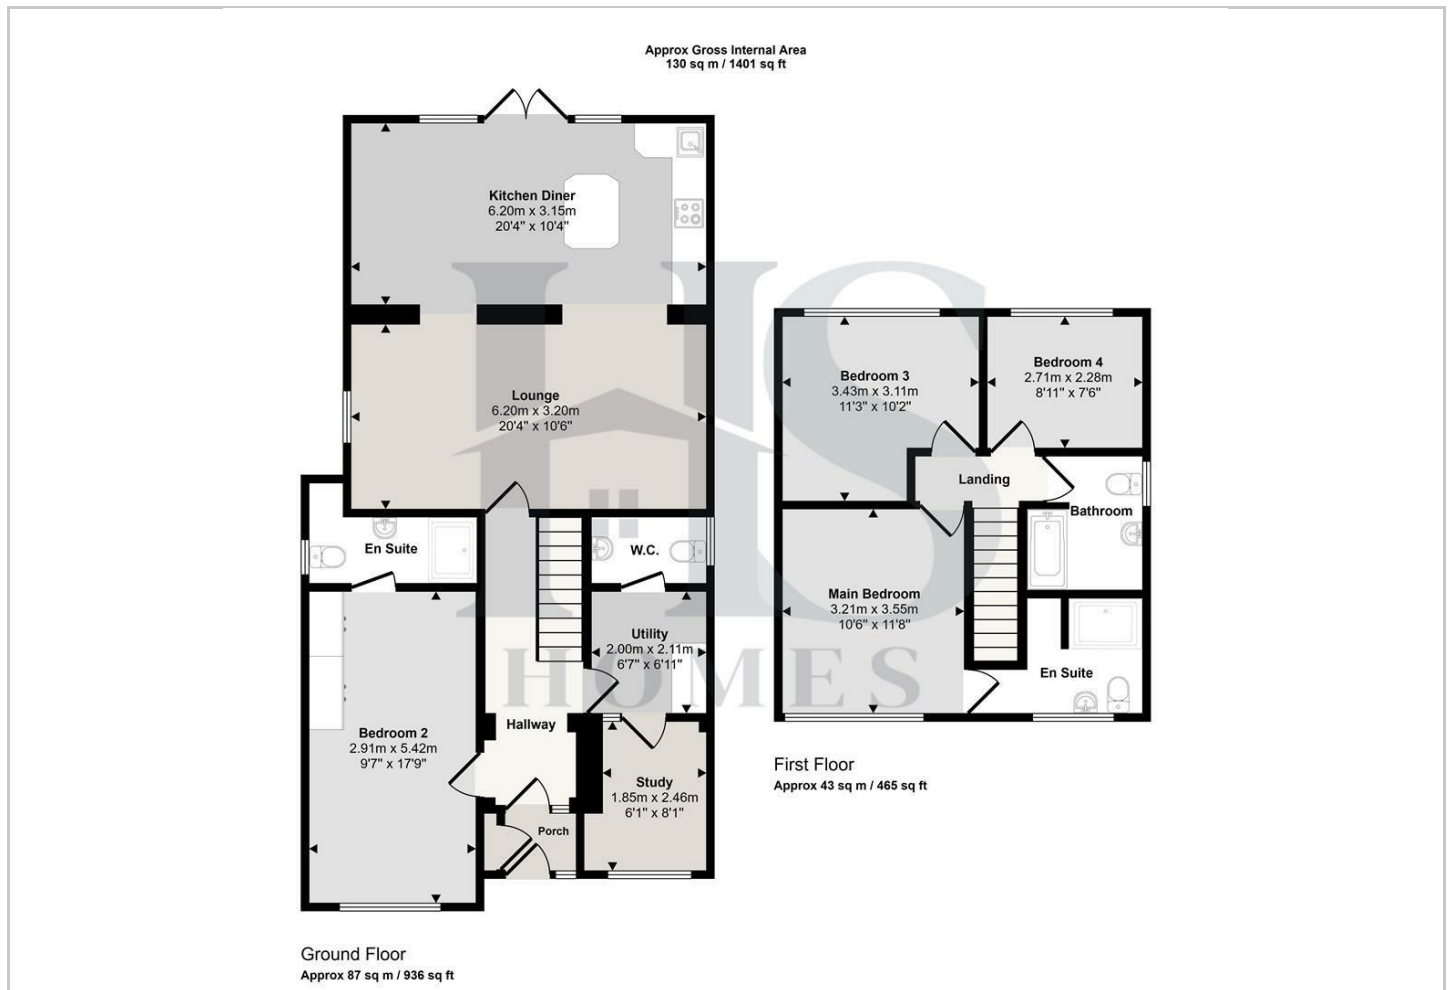 Approx Gross Internal Area
130 sq m / 1401 sq ft
Kitchen Diner
6.20m x 3.15m
20'4" x 10'4"
Lounge
6.20m x 3.20m
20'4" x 10'6"
En Suite
W.C.
Utility
2.00m x 2.11m
6'7" x 6'11"
Hallway
Bedroom 2
2.91m x 5.42m
9'7" x 17'9"
Study
1.85m x 2.46m
6'1" x 8'1"
Porch
Ground Floor
Approx 87 sq m / 936 sq ft
Bedroom 3
3.43m x 3.11m
11'3" x 10'2"
Bedroom 4
2.71m x 2.28m
8'11" x 7'6"
Landing
Bathroom
Main Bedroom
3.21m x 3.55m
10'6" x 11'8"
En Suite
First Floor
Approx 43 sq m / 465 sq ft
HS
HOMES